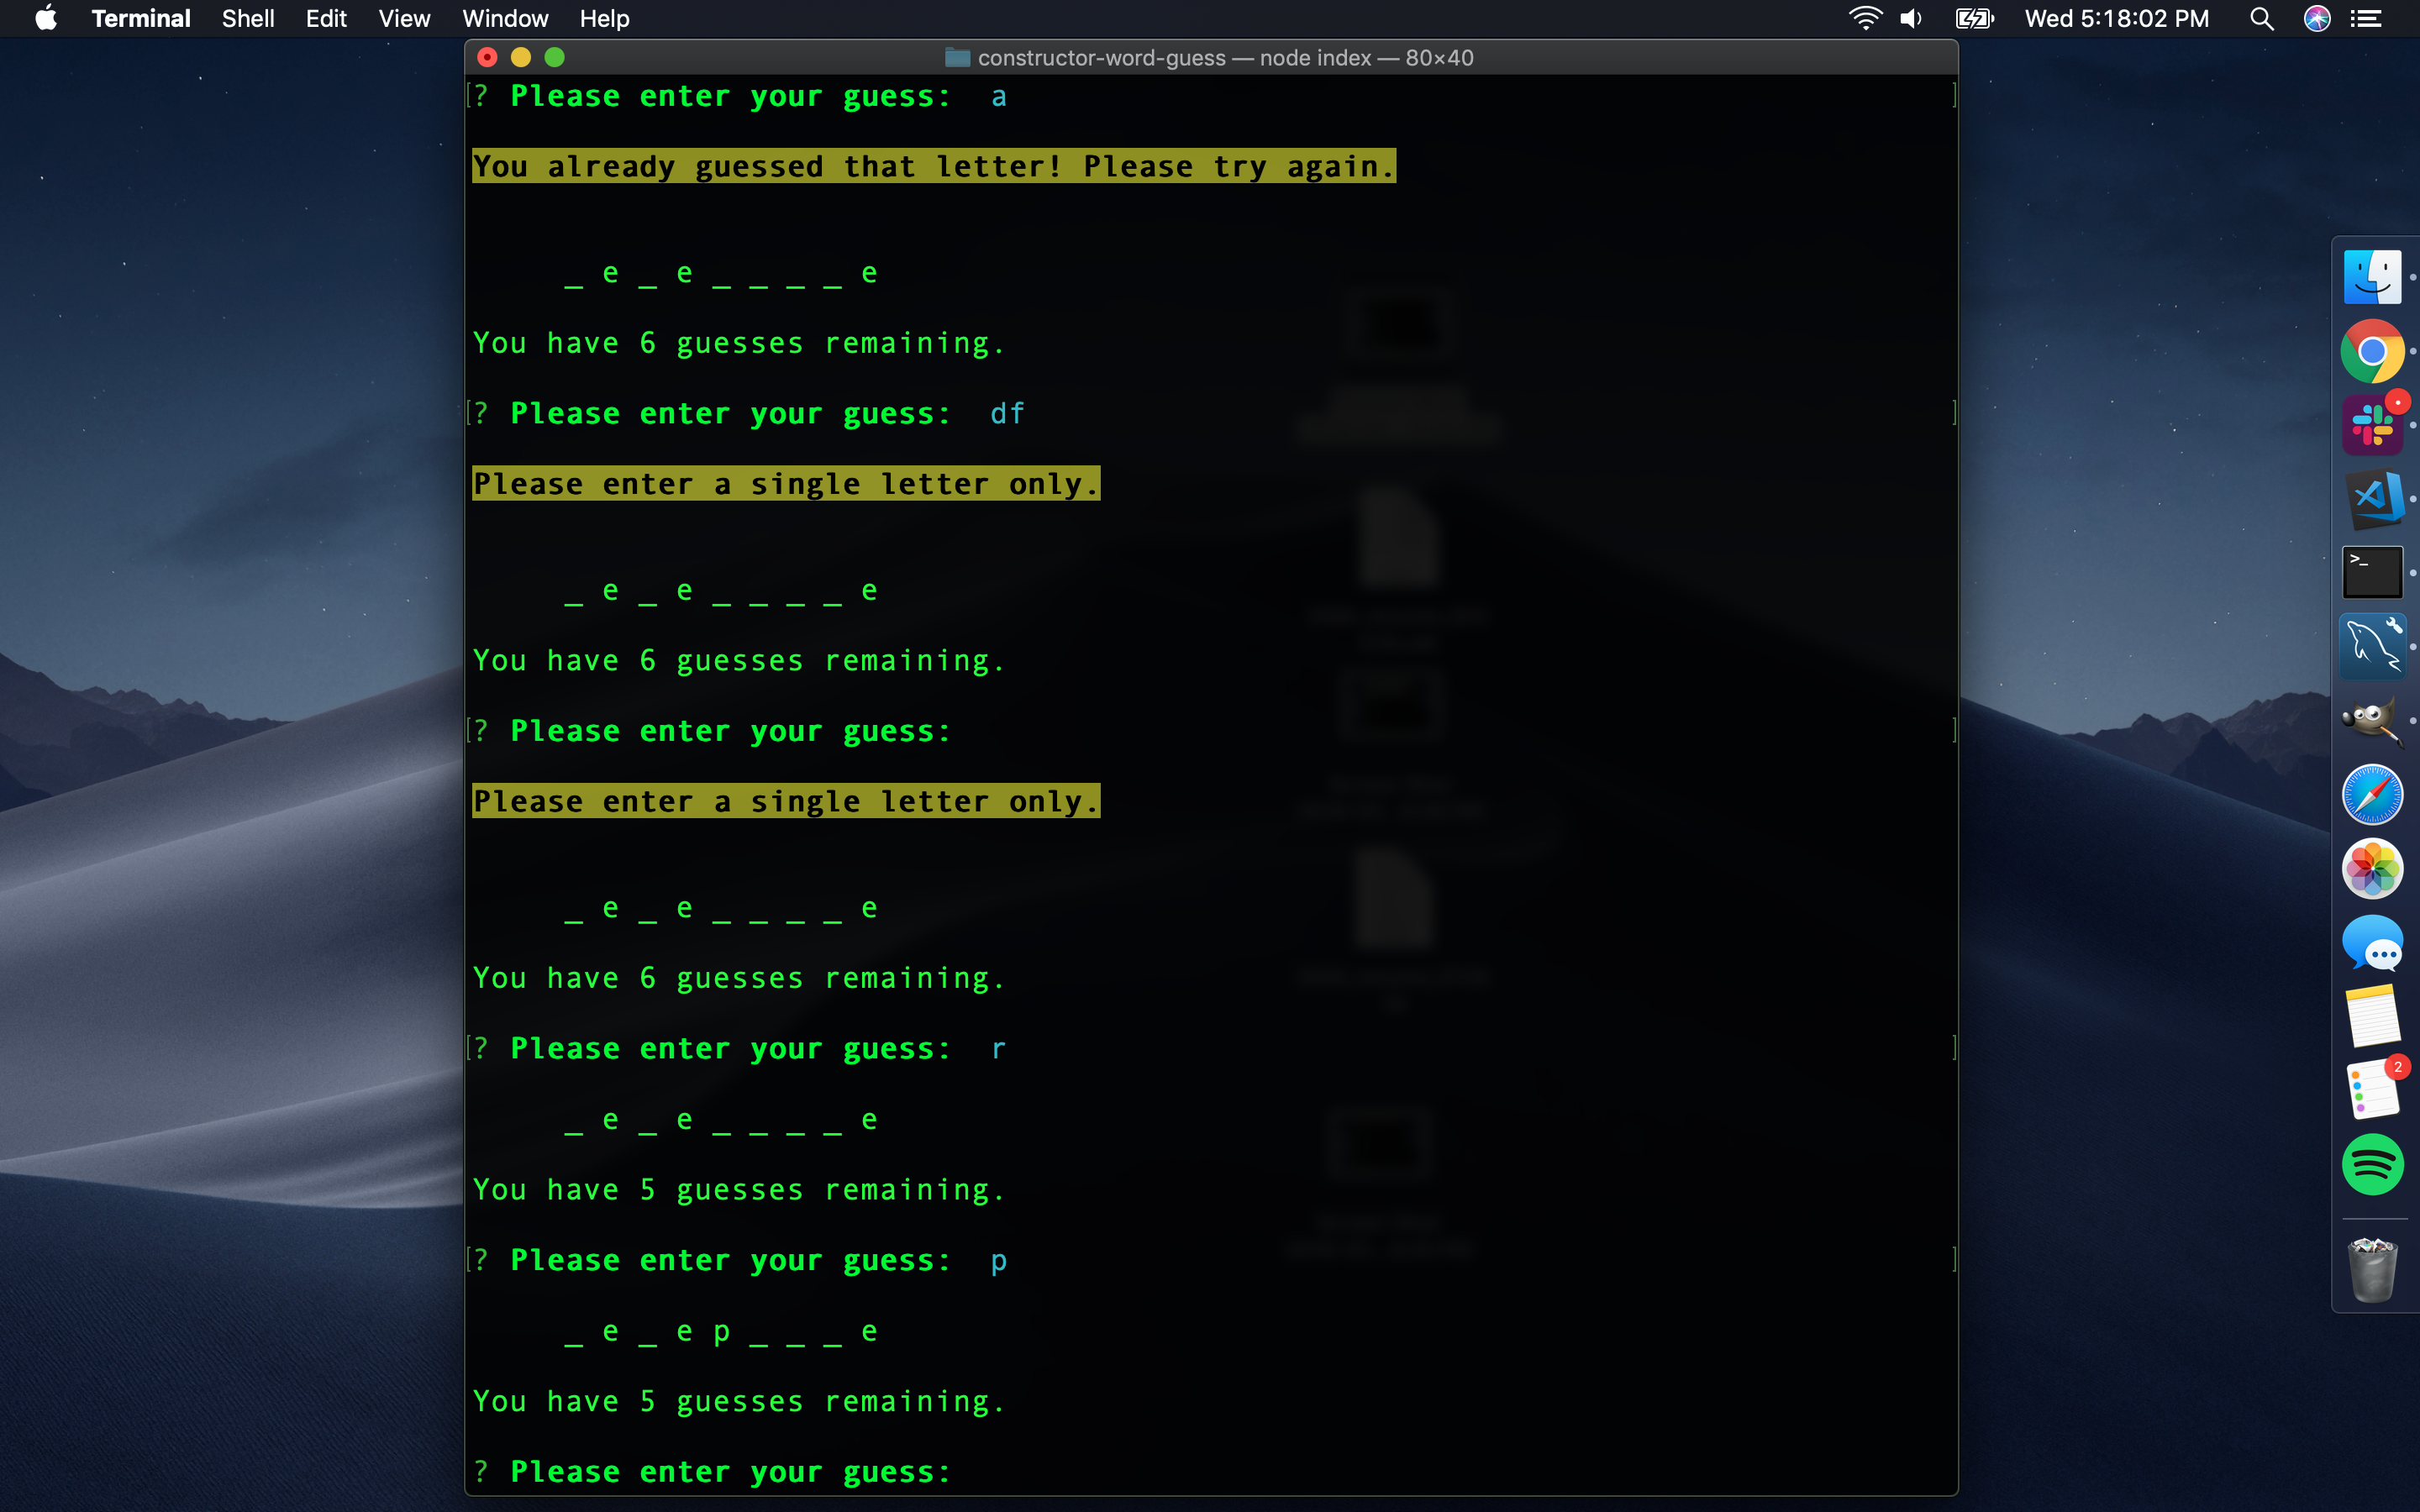 Terminal Shell Edit View Window Help Wed 5:18:02 PM
constructor-word-guess — node index — 80×40
[? Please enter your guess: a ]
You already guessed that letter! Please try again.
_ e _ e _ _ _ _ e
You have 6 guesses remaining.
[? Please enter your guess: df ]
Please enter a single letter only.
_ e _ e _ _ _ _ e
You have 6 guesses remaining.
[? Please enter your guess: ]
Please enter a single letter only.
_ e _ e _ _ _ _ e
You have 6 guesses remaining.
[? Please enter your guess: r ]
_ e _ e _ _ _ _ e
You have 5 guesses remaining.
[? Please enter your guess: p ]
_ e _ e p _ _ _ e
You have 5 guesses remaining.
? Please enter your guess:
>_
2